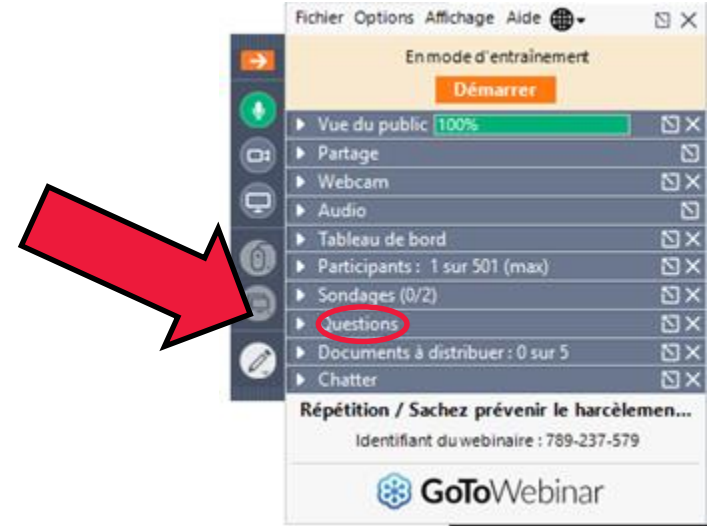 Fichier Options Affichage Aide
En mode d'entraînement
Démarrer
Vue du public 100%
Partage
Webcam
Audio
Tableau de bord
Participants : 1 sur 501 (max)
Sondages (0/2)
Questions
Documents à distribuer : 0 sur 5
Chatter
Répétition / Sachez prévenir le harcèlemen...
Identifiant du webinaire : 789-237-579
GoToWebinar